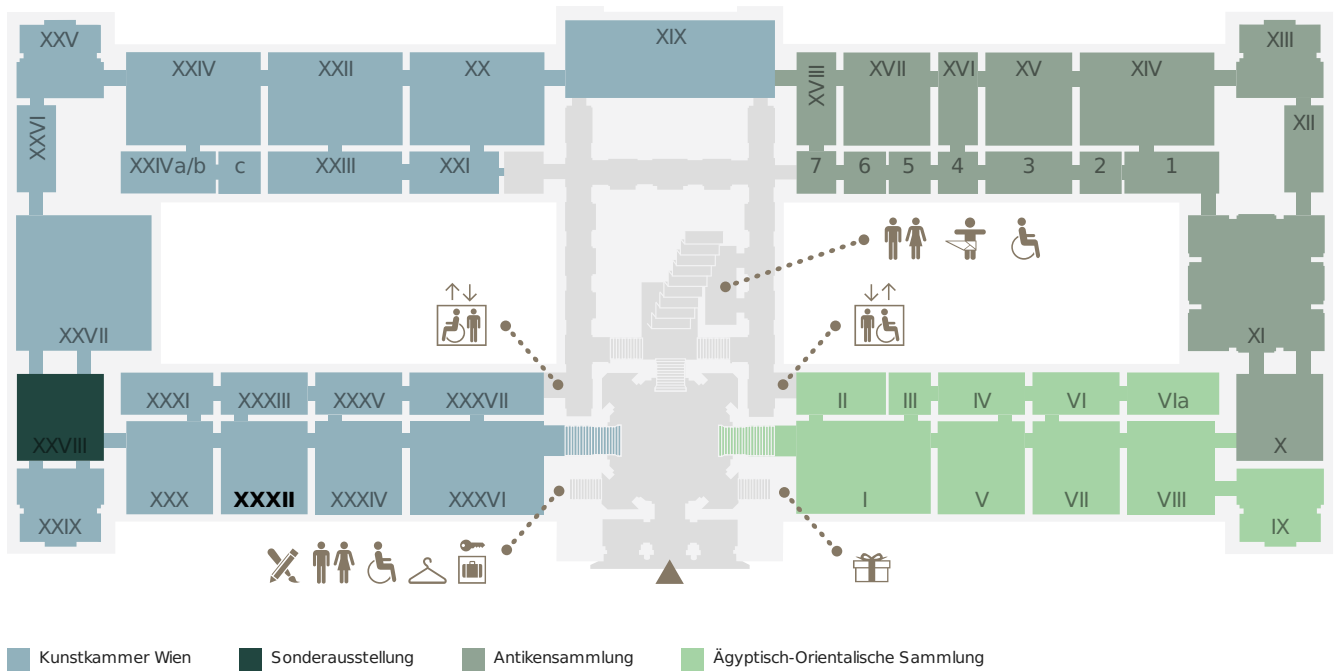 XXV
XXIV
XXII
XX
XIX
XVIII
XVII
XVI
XV
XIV
XIII
XXVI
XII
XXIVa/b
c
XXIII
XXI
7
6
5
4
3
2
1
XXVII
XI
XXXI
XXXIII
XXXV
XXXVII
II
III
IV
VI
VIa
XXVIII
X
XXX
XXXII
XXXIV
XXXVI
I
V
VII
VIII
XXIX
IX
Kunstkammer Wien
Sonderausstellung
Antikensammlung
Ägyptisch-Orientalische Sammlung